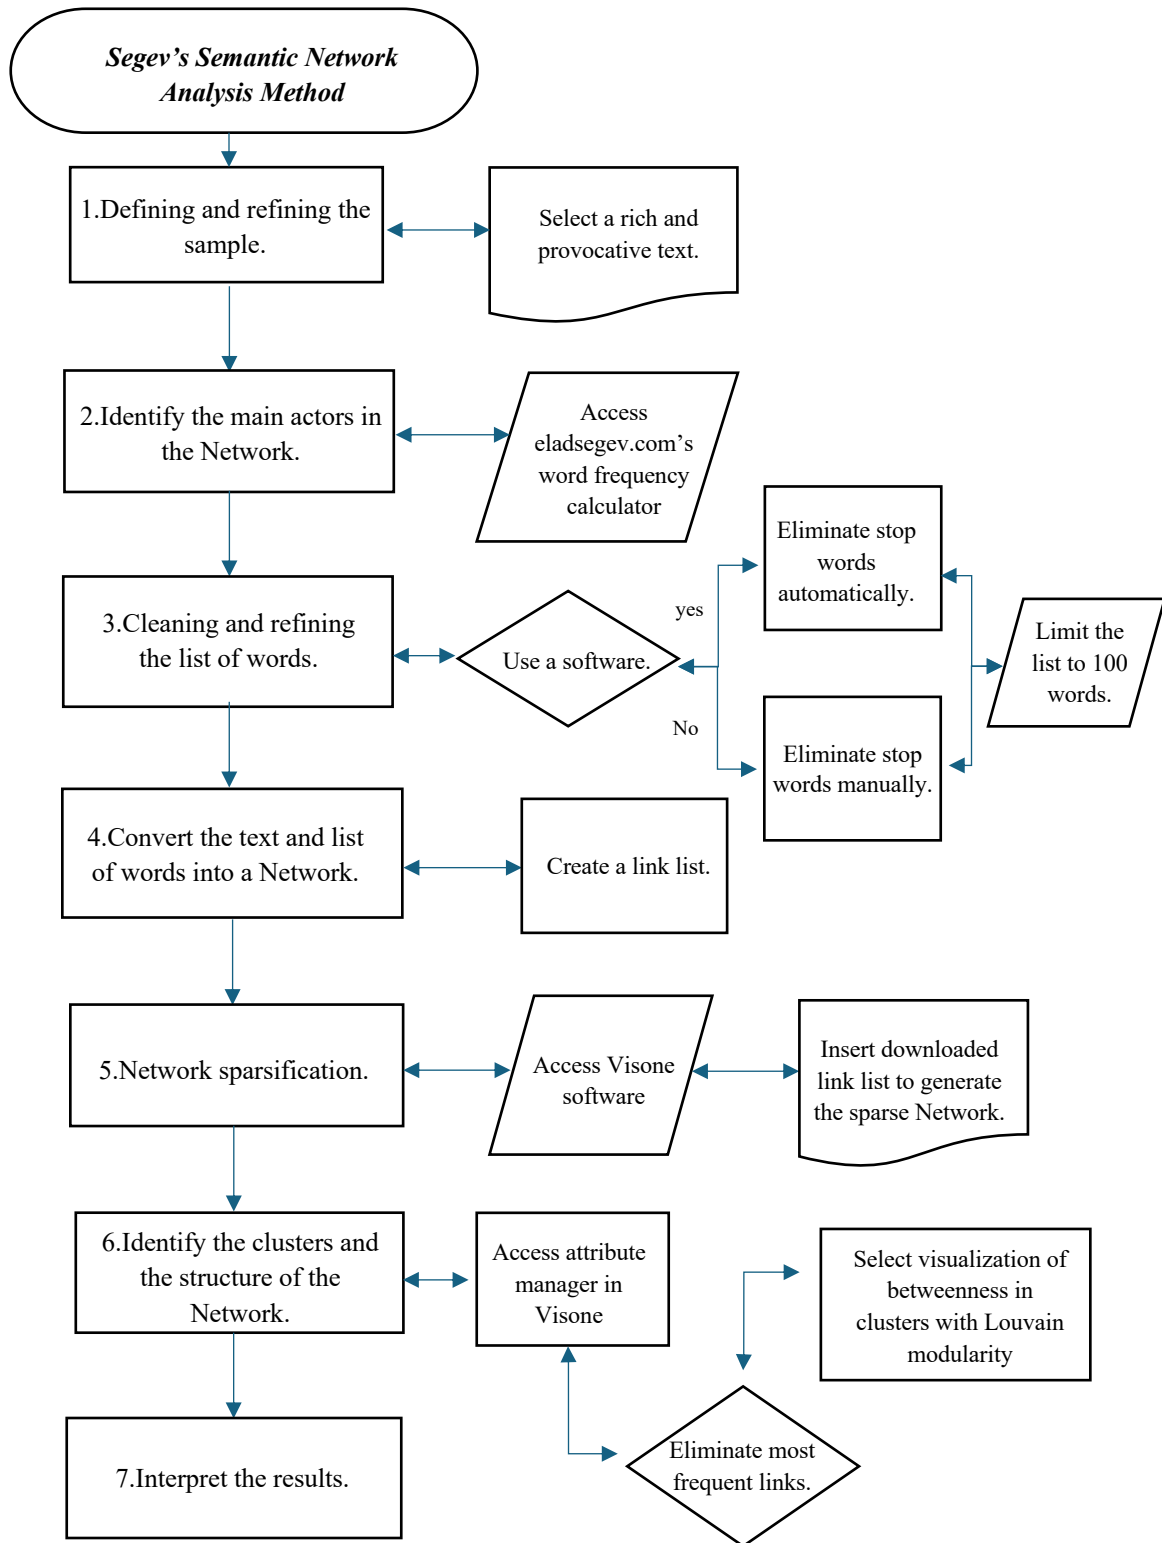 Segev’s Semantic Network
Analysis Method
1.Defining and refining the
sample.
Select a rich and
provocative text.
2.Identify the main actors in
the Network.
Access
eladsegev.com’s
word frequency
calculator
3.Cleaning and refining
the list of words.
Use a software.
yes
No
Eliminate stop
words
automatically.
Eliminate stop
words manually.
Limit the
list to 100
words.
4.Convert the text and list
of words into a Network.
Create a link list.
5.Network sparsification.
Access Visone
software
Insert downloaded
link list to generate
the sparse Network.
6.Identify the clusters and
the structure of the
Network.
Access attribute
manager in
Visone
Select visualization of
betweenness in
clusters with Louvain
modularity
Eliminate most
frequent links.
7.Interpret the results.